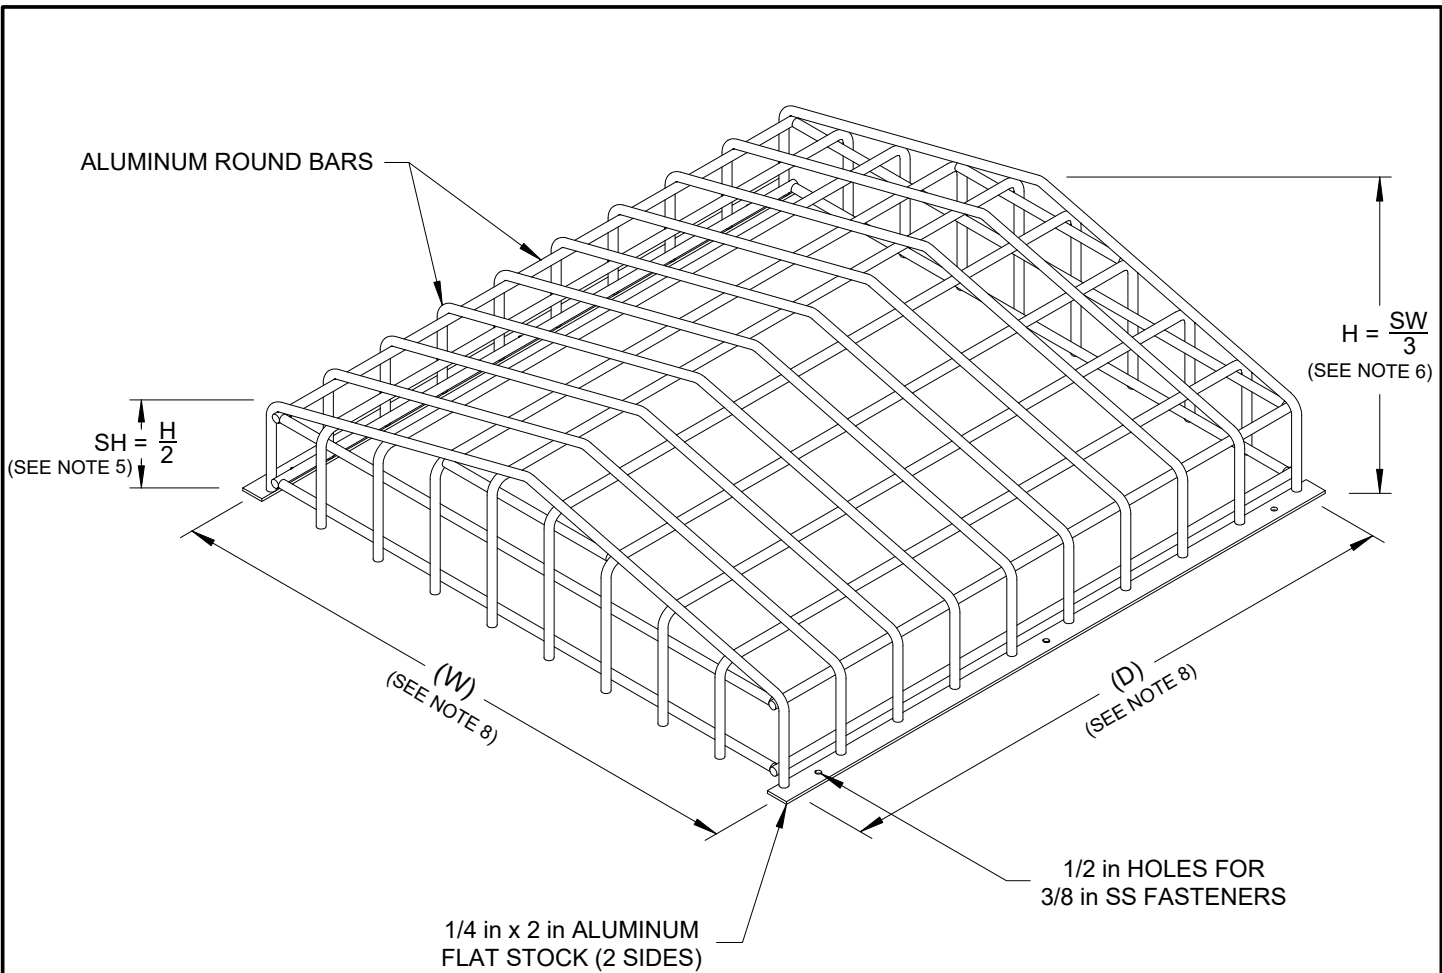 ALUMINUM ROUND BARS
H = SW
3
(SEE NOTE 6)
SH = H
2
(SEE NOTE 5)
(W)
(SEE NOTE 8)
(D)
(SEE NOTE 8)
1/2 in HOLES FOR
3/8 in SS FASTENERS
1/4 in x 2 in ALUMINUM
FLAT STOCK (2 SIDES)